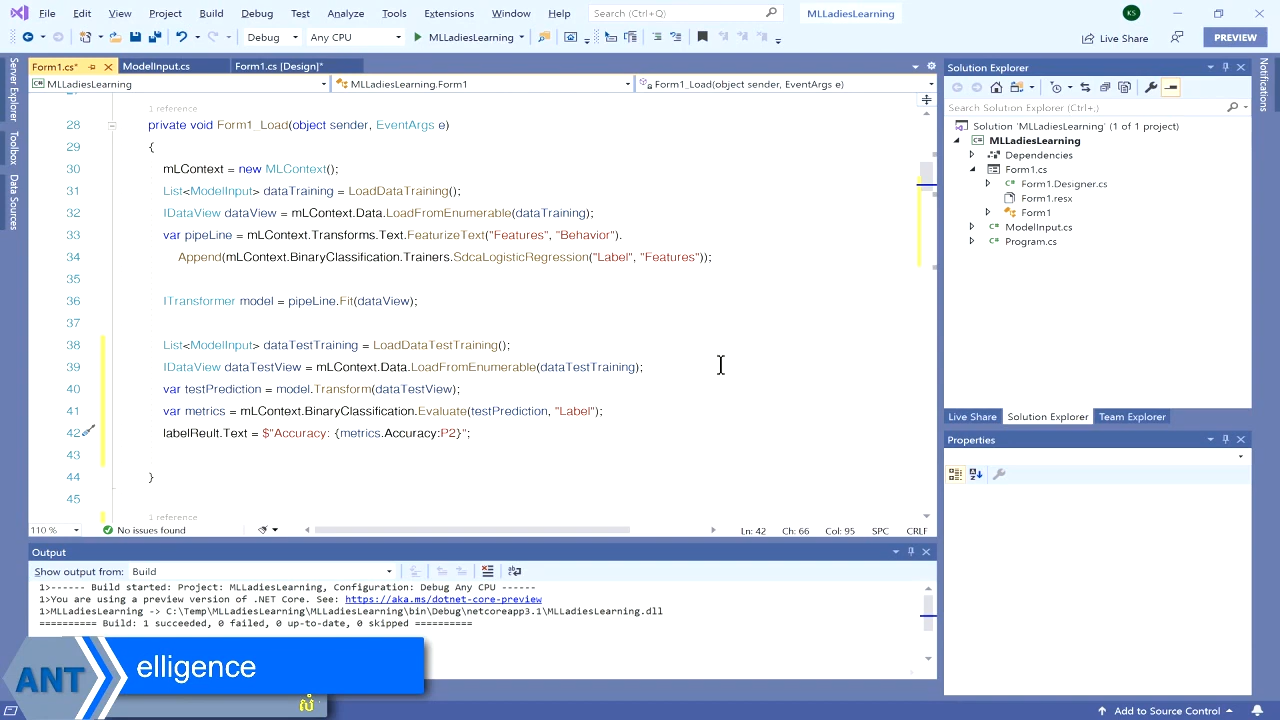 File Edit View Project Build Debug Test Analyze Tools Extensions Window Help Search (Ctrl+Q) MLLadiesLearning KS
Debug Any CPU MLLadiesLearning Live Share PREVIEW
Server Explorer
Toolbox
Data Sources
Form1.cs* ModelInput.cs Form1.cs [Design]*
MLLadiesLearning MLLadiesLearning.Form1 Form1_Load(object sender, EventArgs e)
1 reference
28 private void Form1_Load(object sender, EventArgs e)
29 {
30 mLContext = new MLContext();
31 List<ModelInput> dataTraining = LoadDataTraining();
32 IDataView dataView = mLContext.Data.LoadFromEnumerable(dataTraining);
33 var pipeLine = mLContext.Transforms.Text.FeaturizeText("Features", "Behavior").
34 Append(mLContext.BinaryClassification.Trainers.SdcaLogisticRegression("Label", "Features"));
35
36 ITransformer model = pipeLine.Fit(dataView);
37
38 List<ModelInput> dataTestTraining = LoadDataTestTraining();
39 IDataView dataTestView = mLContext.Data.LoadFromEnumerable(dataTestTraining);
40 var testPrediction = model.Transform(dataTestView);
41 var metrics = mLContext.BinaryClassification.Evaluate(testPrediction, "Label");
42 labelReult.Text = $"Accuracy: {metrics.Accuracy:P2}";
43
44 }
45
1 reference
110 % No issues found Ln: 42 Ch: 66 Col: 95 SPC CRLF
Output
Show output from: Build
1>------ Build started: Project: MLLadiesLearning, Configuration: Debug Any CPU ------
1>You are using a preview version of .NET Core. See: https://aka.ms/dotnet-core-preview
1>MLLadiesLearning -> C:\Temp\MLLadiesLearning\MLLadiesLearning\bin\Debug\netcoreapp3.1\MLLadiesLearning.dll
========== Build: 1 succeeded, 0 failed, 0 up-to-date, 0 skipped ==========
Solution Explorer
Search Solution Explorer (Ctrl+,)
Solution 'MLLadiesLearning' (1 of 1 project)
MLLadiesLearning
Dependencies
Form1.cs
Form1.Designer.cs
Form1.resx
Form1
ModelInput.cs
Program.cs
Live Share Solution Explorer Team Explorer
Properties
Notifications
ANT elligence
Add to Source Control